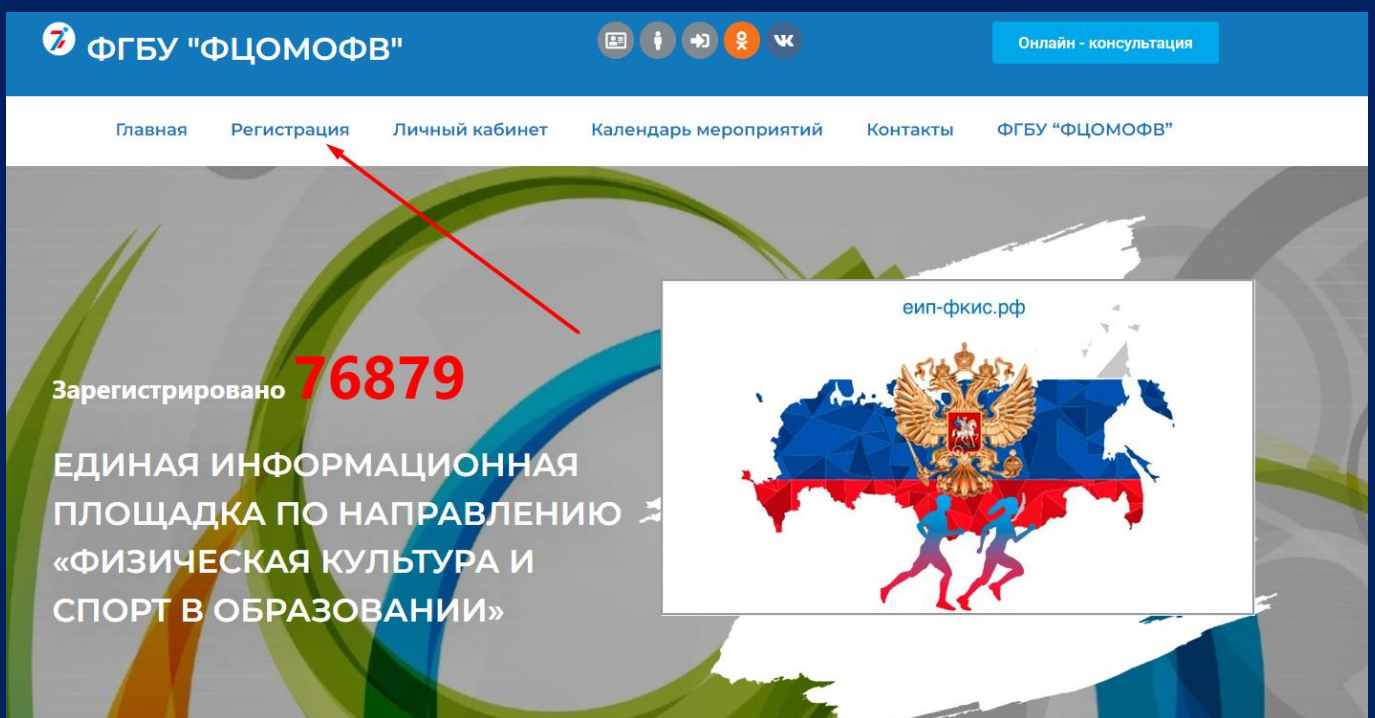 ФГБУ "ФЦОМОФВ"
Онлайн - консультация
Главная Регистрация Личный кабинет Календарь мероприятий Контакты ФГБУ “ФЦОМОФВ”
еип-фкис.рф
Зарегистрировано 76879
ЕДИНАЯ ИНФОРМАЦИОННАЯ
ПЛОЩАДКА ПО НАПРАВЛЕНИЮ
«ФИЗИЧЕСКАЯ КУЛЬТУРА И
СПОРТ В ОБРАЗОВАНИИ»